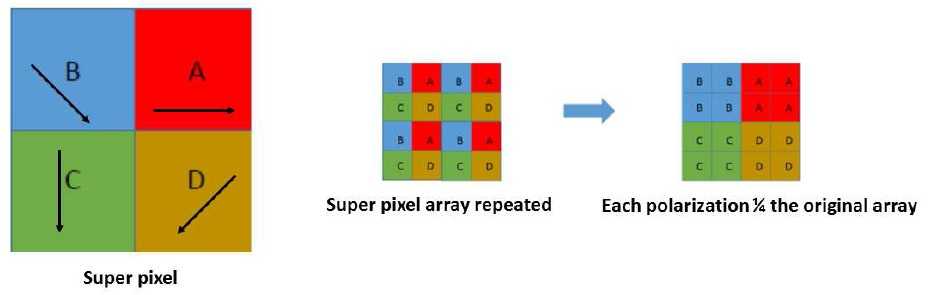 B A
C D
Super pixel
B A B A
C D C D
B A B A
C D C D
Super pixel array repeated
B B A A
B B A A
C C D D
C C D D
Each polarization ¼ the original array